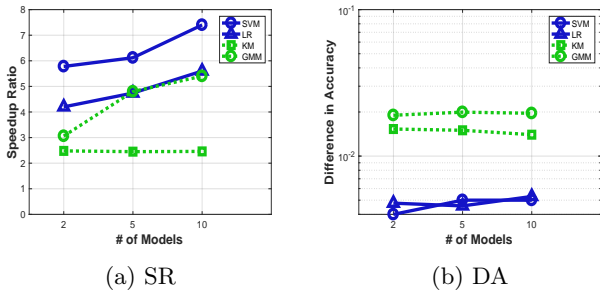 8
7
6
5
4
3
2
1
0
Speedup Ratio
SVM
LR
KM
GMM
2 5 10
# of Models
(a) SR
10^-1
10^-2
Difference in Accuracy
SVM
LR
KM
GMM
2 5 10
# of Models
(b) DA